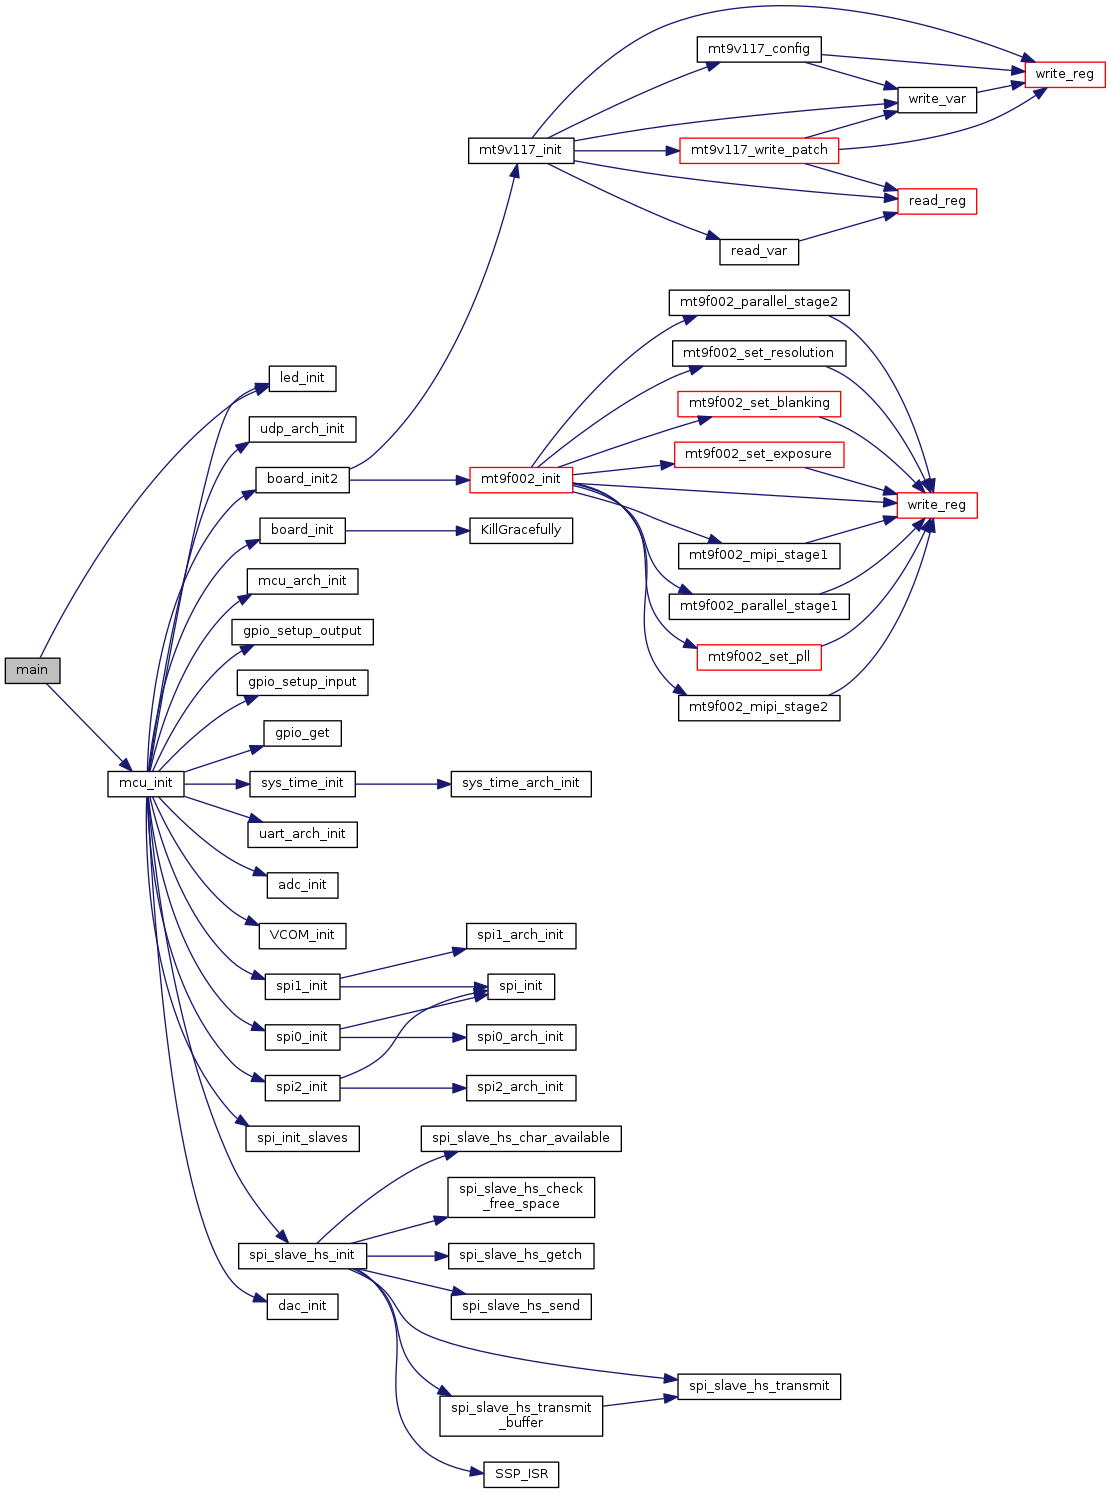 mt9v117_config
write_reg
write_var
mt9v117_init
mt9v117_write_patch
read_reg
read_var
mt9f002_parallel_stage2
mt9f002_set_resolution
led_init
mt9f002_set_blanking
udp_arch_init
mt9f002_set_exposure
board_init2
mt9f002_init
write_reg
board_init
KillGracefully
mt9f002_mipi_stage1
mcu_arch_init
mt9f002_parallel_stage1
gpio_setup_output
mt9f002_set_pll
main
gpio_setup_input
mt9f002_mipi_stage2
gpio_get
mcu_init
sys_time_init
sys_time_arch_init
uart_arch_init
adc_init
VCOM_init
spi1_arch_init
spi1_init
spi_init
spi0_init
spi0_arch_init
spi2_init
spi2_arch_init
spi_init_slaves
spi_slave_hs_char_available
spi_slave_hs_check
_free_space
spi_slave_hs_init
spi_slave_hs_getch
dac_init
spi_slave_hs_send
spi_slave_hs_transmit
spi_slave_hs_transmit
_buffer
SSP_ISR